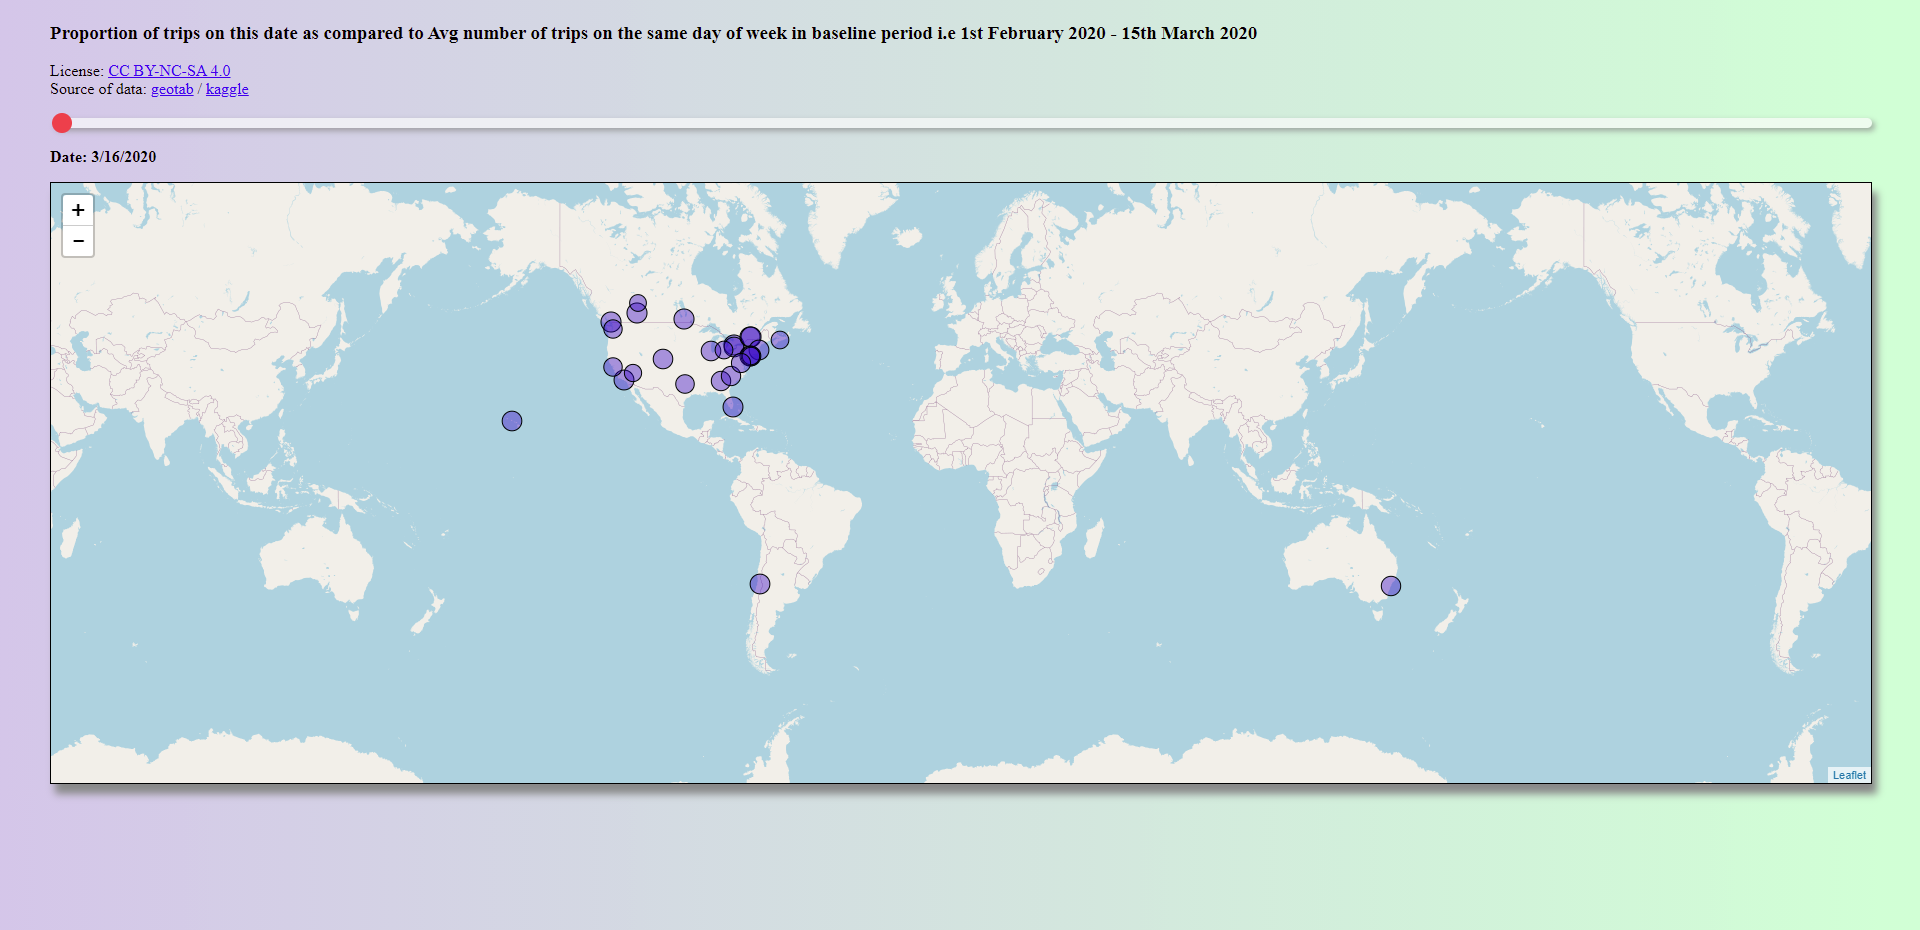 Proportion of trips on this date as compared to Avg number of trips on the same day of week in baseline period i.e 1st February 2020 - 15th March 2020
License: CC BY-NC-SA 4.0
Source of data: geotab / kaggle
Date: 3/16/2020
+
−
Leaflet